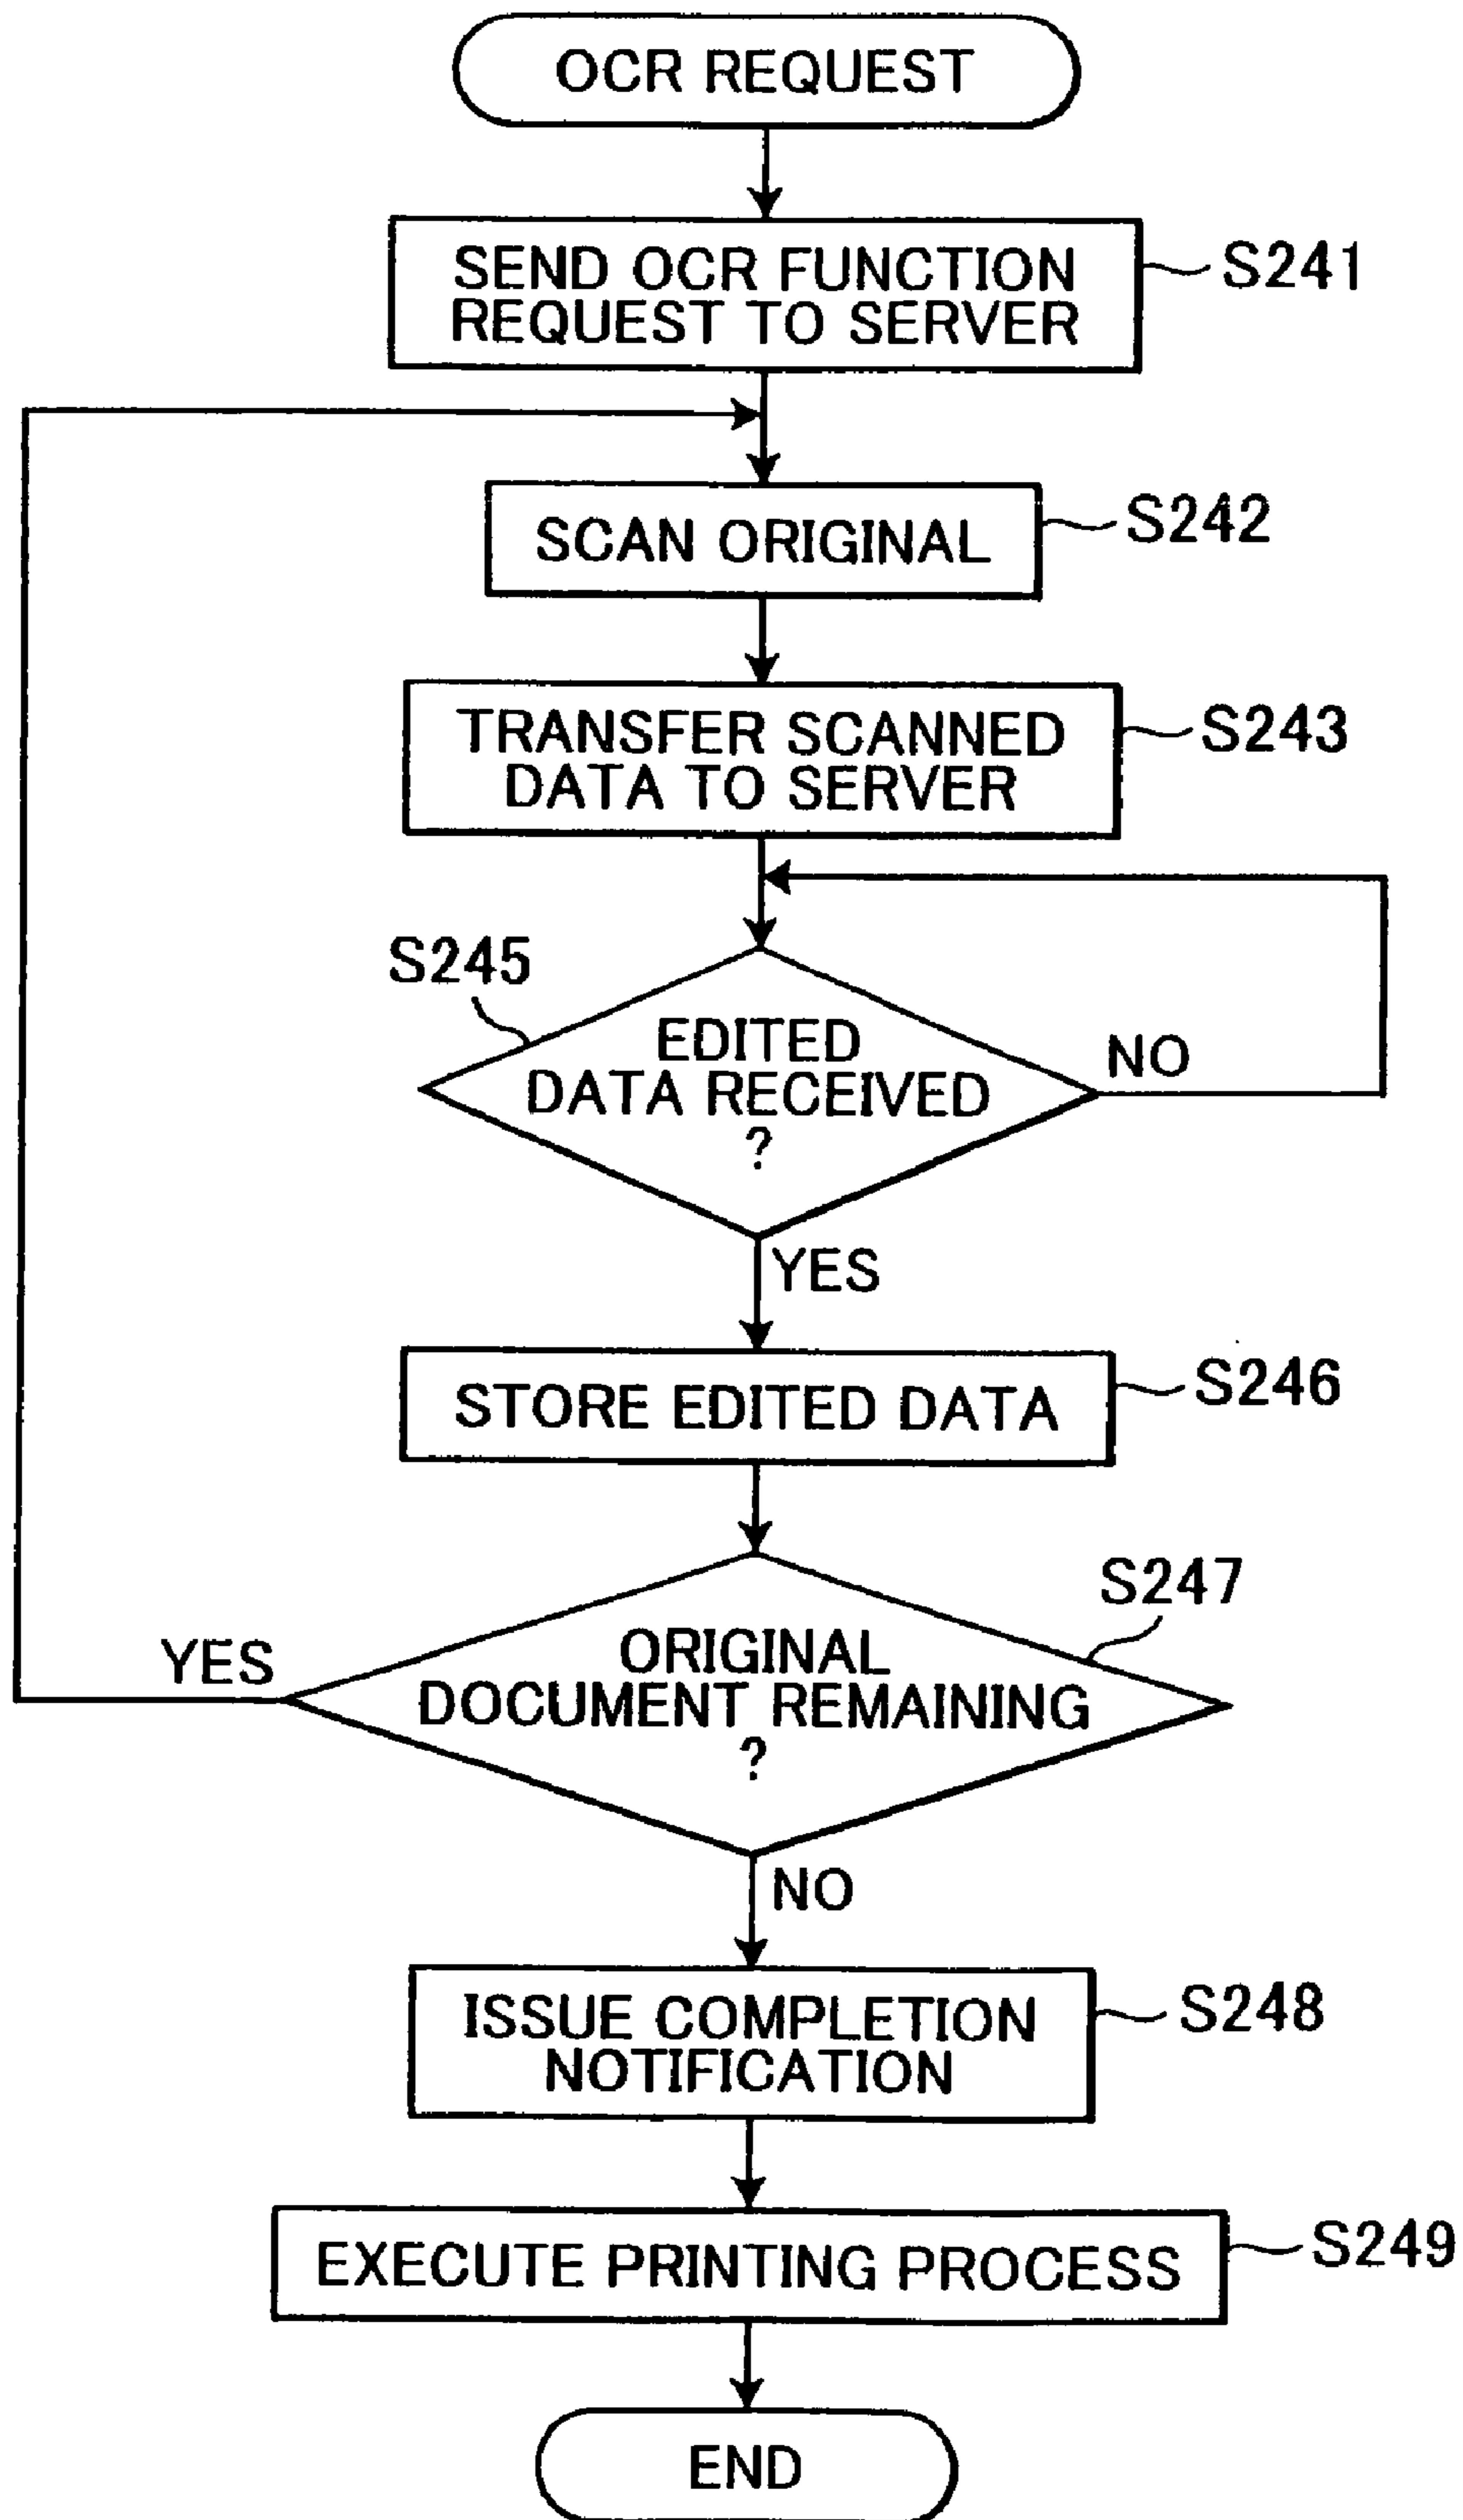 OCR REQUEST
SEND OCR FUNCTION
REQUEST TO SERVER
S241
SCAN ORIGINAL
S242
TRANSFER SCANNED
DATA TO SERVER
S243
S245
EDITED
DATA RECEIVED
?
NO
YES
STORE EDITED DATA
S246
S247
ORIGINAL
DOCUMENT REMAINING
?
YES
NO
ISSUE COMPLETION
NOTIFICATION
S248
EXECUTE PRINTING PROCESS
S249
END